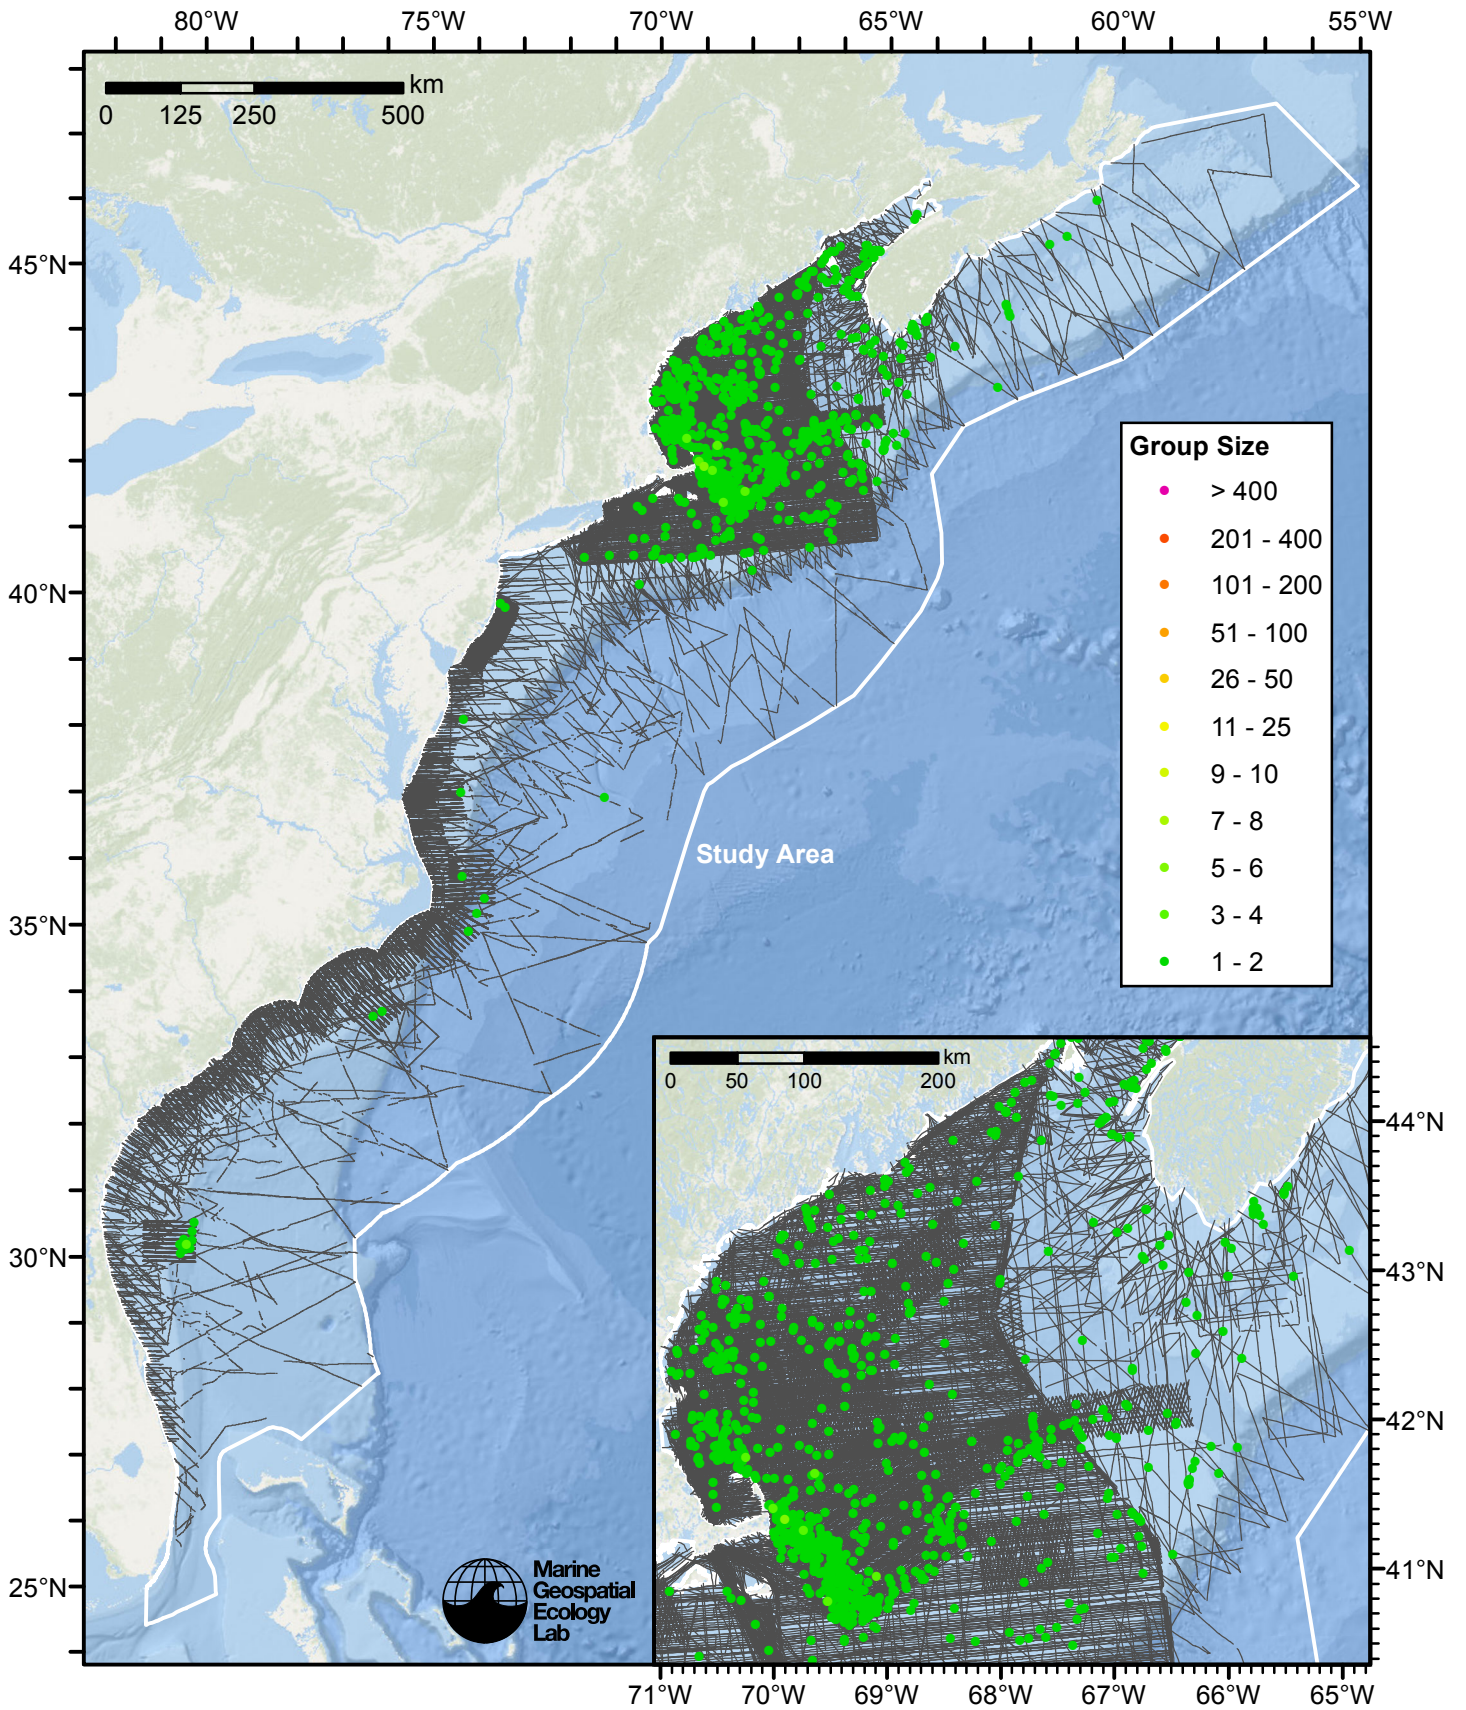 80°W 75°W 70°W 65°W 60°W 55°W
km
0 125 250 500
45°N
40°N
35°N
30°N
25°N
Study Area
Group Size
> 400
201 - 400
101 - 200
51 - 100
26 - 50
11 - 25
9 - 10
7 - 8
5 - 6
3 - 4
1 - 2
km
0 50 100 200
44°N
43°N
42°N
41°N
71°W 70°W 69°W 68°W 67°W 66°W 65°W
Marine
Geospatial
Ecology
Lab